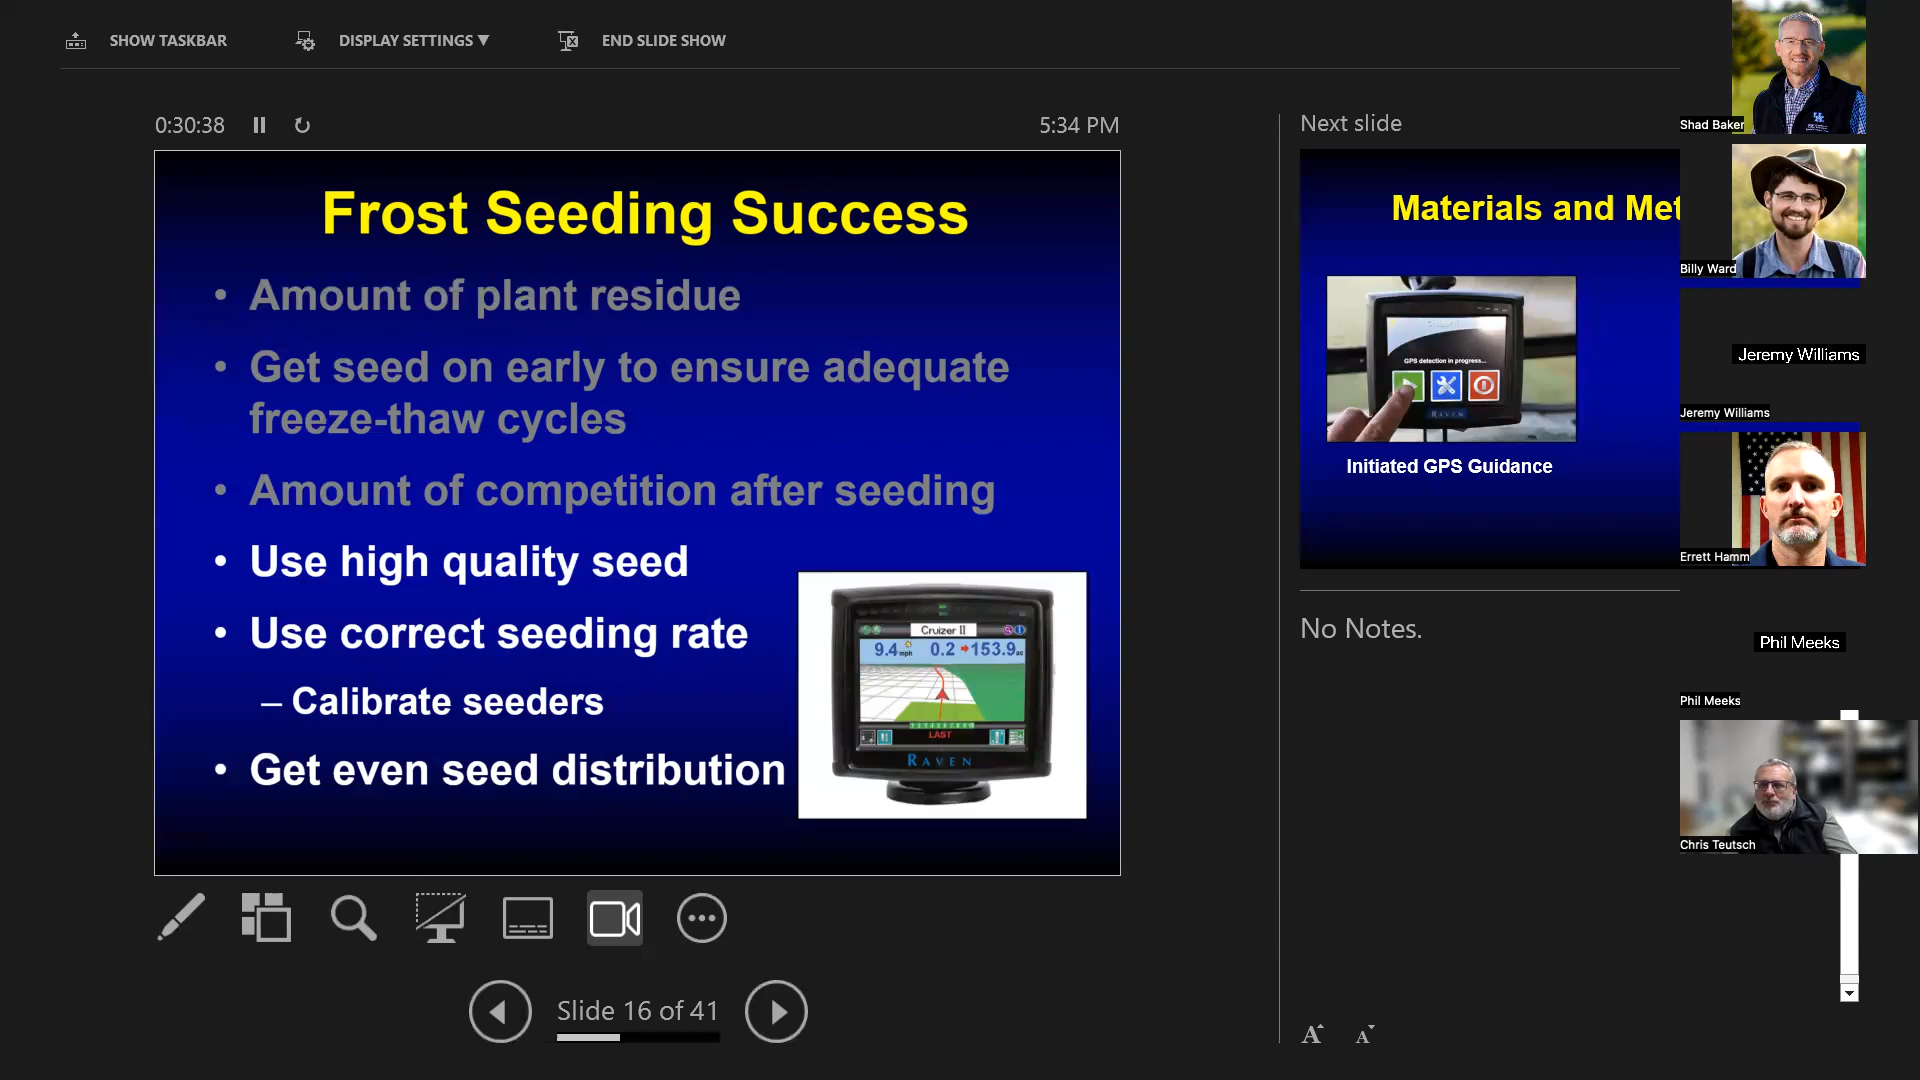 SHOW TASKBAR
DISPLAY SETTINGS ▼
END SLIDE SHOW
0:30:38
5:34 PM
Frost Seeding Success
• Amount of plant residue
• Get seed on early to ensure adequate
freeze-thaw cycles
• Amount of competition after seeding
• Use high quality seed
• Use correct seeding rate
– Calibrate seeders
• Get even seed distribution
Cruizer II
9.4 mph 0.2 153.9 ac
LAST
RAVEN
Slide 16 of 41
Next slide
Materials and Met
GPS detection in progress...
RAVEN
Initiated GPS Guidance
No Notes.
A A
Shad Baker
UK
Billy Ward
Jeremy Williams
Jeremy Williams
Errett Hamm
Phil Meeks
Phil Meeks
Chris Teutsch